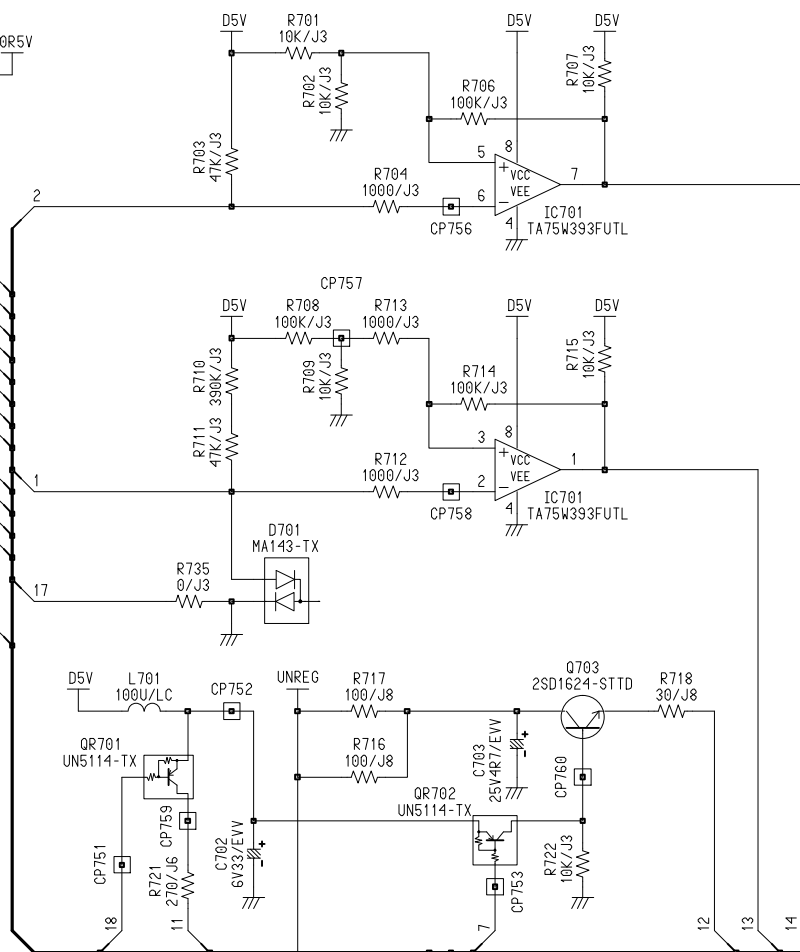 0R5V
D5V
R701
10K/J3
D5V
D5V
R702
10K/J3
R707
10K/J3
R706
100K/J3
R703
47K/J3
R704
1000/J3
5
6
8
+
VCC
VEE
−
4
7
2
CP756
IC701
TA75W393FUTL
CP757
D5V
R708
100K/J3
R713
1000/J3
D5V
D5V
R710
390K/J3
R709
10K/J3
R715
10K/J3
R714
100K/J3
R711
47K/J3
R712
1000/J3
3
2
8
+
VCC
VEE
−
4
1
1
CP758
IC701
TA75W393FUTL
D701
MA143-TX
R735
0/J3
17
D5V
L701
100U/LC
CP752
UNREG
R717
100/J8
Q703
2SD1624-STTD
R718
30/J8
QR701
UN5114-TX
R716
100/J8
C703
25V4R7/EVV
+
-
CP760
QR702
UN5114-TX
CP759
C702
6V33/EVV
+
-
CP751
R721
270/J6
R722
10K/J3
CP753
18
11
7
12
13
14